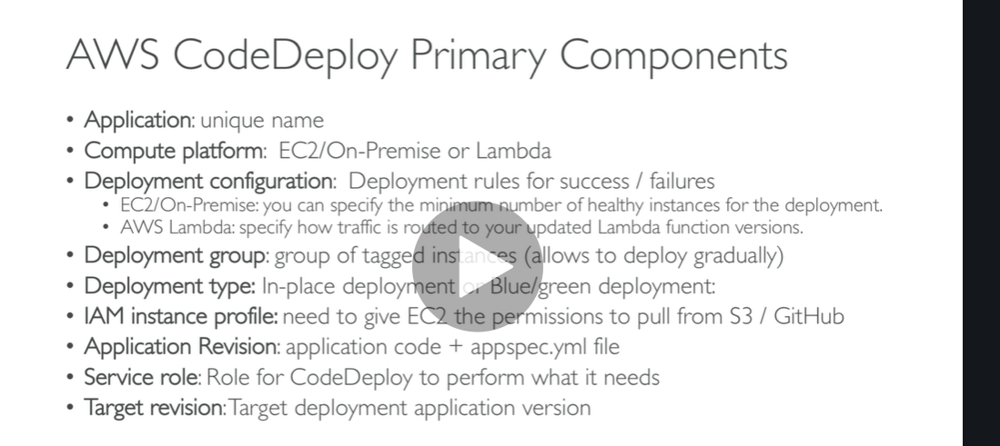 AWS CodeDeploy Primary Components
• Application: unique name
• Compute platform: EC2/On-Premise or Lambda
• Deployment configuration: Deployment rules for success / failures
• EC2/On-Premise: you can specify the minimum number of healthy instances for the deployment.
• AWS Lambda: specify how traffic is routed to your updated Lambda function versions.
• Deployment group: group of tagged instances (allows to deploy gradually)
• Deployment type: In-place deployment or Blue/green deployment:
• IAM instance profile: need to give EC2 the permissions to pull from S3 / GitHub
• Application Revision: application code + appspec.yml file
• Service role: Role for CodeDeploy to perform what it needs
• Target revision: Target deployment application version